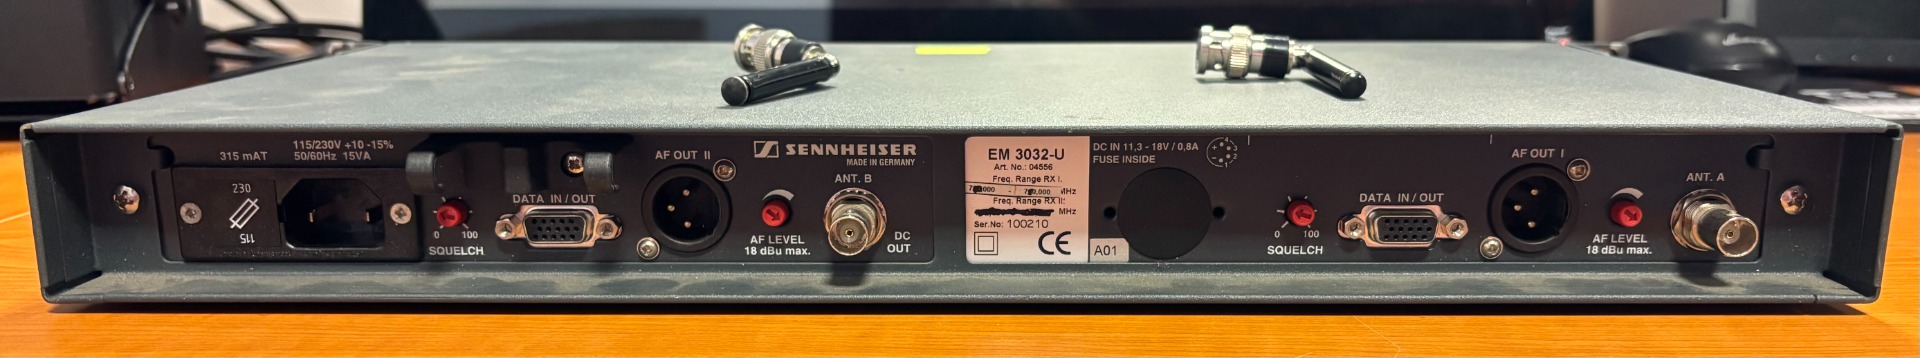 315 mAT
115/230V +10 -15%
50/60Hz 15VA
230
115
0 100
SQUELCH
DATA IN / OUT
AF OUT II
AF LEVEL
18 dBu max.
SENNHEISER
MADE IN GERMANY
ANT. B
DC
OUT
EM 3032-U
Art. No.: 04556
Freq. Range RX I.
MHz
Freq. Range RX II:
MHz
Ser.No: 100210
CE
A01
DC IN 11,3 - 18V / 0,8A
FUSE INSIDE
0 100
SQUELCH
DATA IN / OUT
AF OUT I
AF LEVEL
18 dBu max.
ANT. A